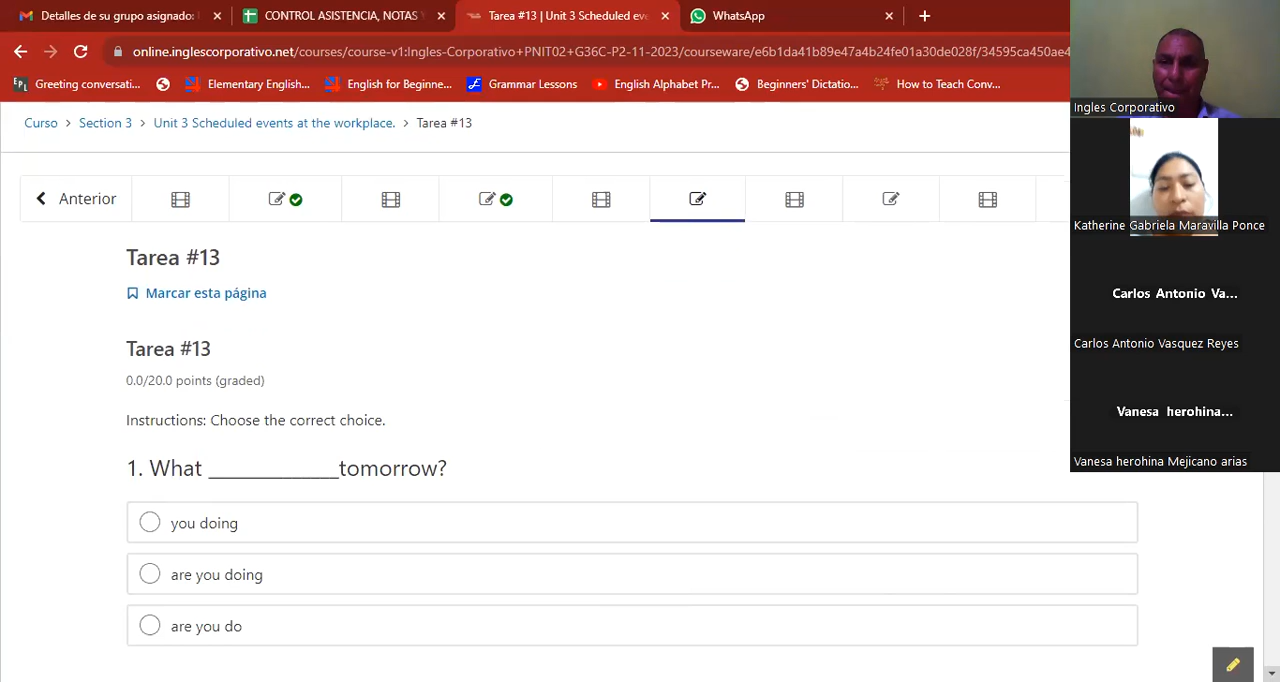 Detalles de su grupo asignado:
CONTROL ASISTENCIA, NOTAS Y
Tarea #13 | Unit 3 Scheduled eve
WhatsApp
online.inglescorporativo.net/courses/course-v1:Ingles-Corporativo+PNIT02+G36C-P2-11-2023/courseware/e6b1da41b89e47a4b24fe01a30de028f/34595ca450ae4
Greeting conversati...
Elementary English...
English for Beginne...
Grammar Lessons
English Alphabet Pr...
Beginners' Dictatio...
How to Teach Conv...
Ingles Corporativo
Curso > Section 3 > Unit 3 Scheduled events at the workplace. > Tarea #13
Anterior
Katherine Gabriela Maravilla Ponce
Tarea #13
Marcar esta página
Carlos Antonio Va...
Carlos Antonio Vasquez Reyes
Tarea #13
0.0/20.0 points (graded)
Instructions: Choose the correct choice.
Vanesa herohina...
Vanesa herohina Mejicano arias
1. What _____________tomorrow?
you doing
are you doing
are you do